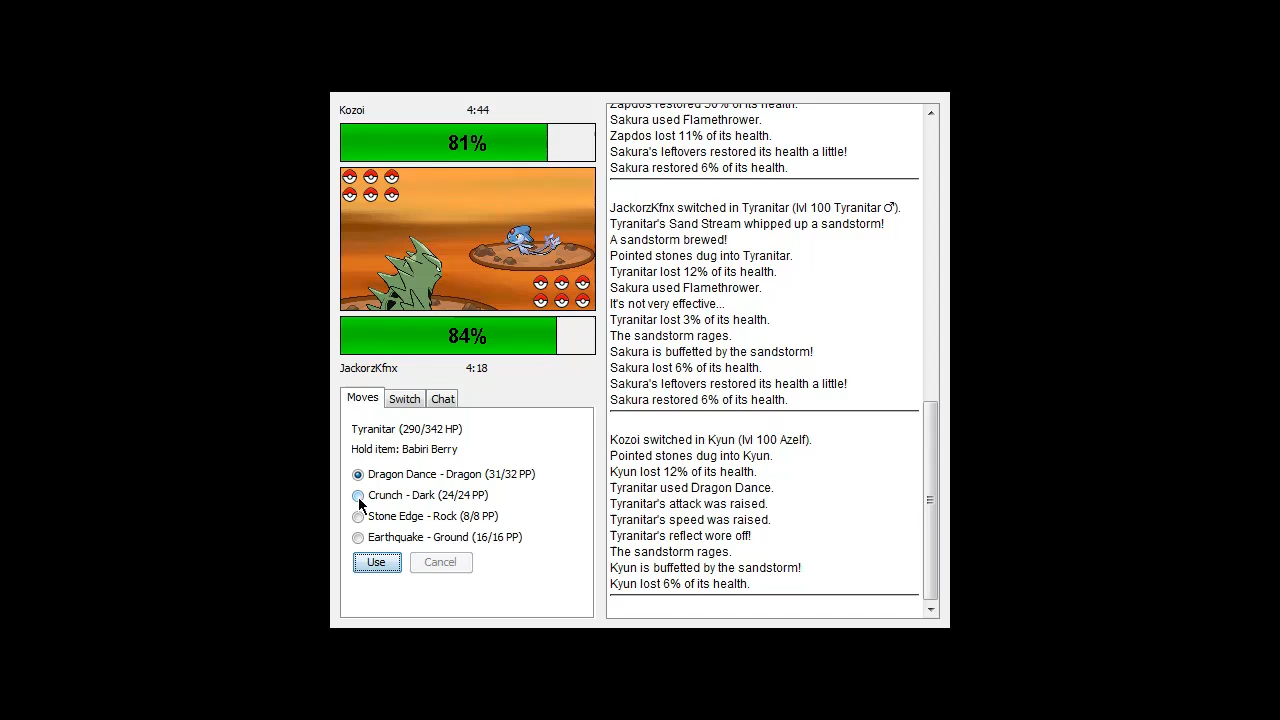 Kozoi 4:44
81%
84%
JackorzKfnx 4:18
Moves Switch Chat
Tyranitar (290/342 HP)
Hold item: Babiri Berry
Dragon Dance - Dragon (31/32 PP)
Crunch - Dark (24/24 PP)
Stone Edge - Rock (8/8 PP)
Earthquake - Ground (16/16 PP)
Use Cancel
Zapdos restored 50% of its health.
Sakura used Flamethrower.
Zapdos lost 11% of its health.
Sakura's leftovers restored its health a little!
Sakura restored 6% of its health.
JackorzKfnx switched in Tyranitar (lvl 100 Tyranitar ♂).
Tyranitar's Sand Stream whipped up a sandstorm!
A sandstorm brewed!
Pointed stones dug into Tyranitar.
Tyranitar lost 12% of its health.
Sakura used Flamethrower.
It's not very effective...
Tyranitar lost 3% of its health.
The sandstorm rages.
Sakura is buffetted by the sandstorm!
Sakura lost 6% of its health.
Sakura's leftovers restored its health a little!
Sakura restored 6% of its health.
Kozoi switched in Kyun (lvl 100 Azelf).
Pointed stones dug into Kyun.
Kyun lost 12% of its health.
Tyranitar used Dragon Dance.
Tyranitar's attack was raised.
Tyranitar's speed was raised.
Tyranitar's reflect wore off!
The sandstorm rages.
Kyun is buffetted by the sandstorm!
Kyun lost 6% of its health.